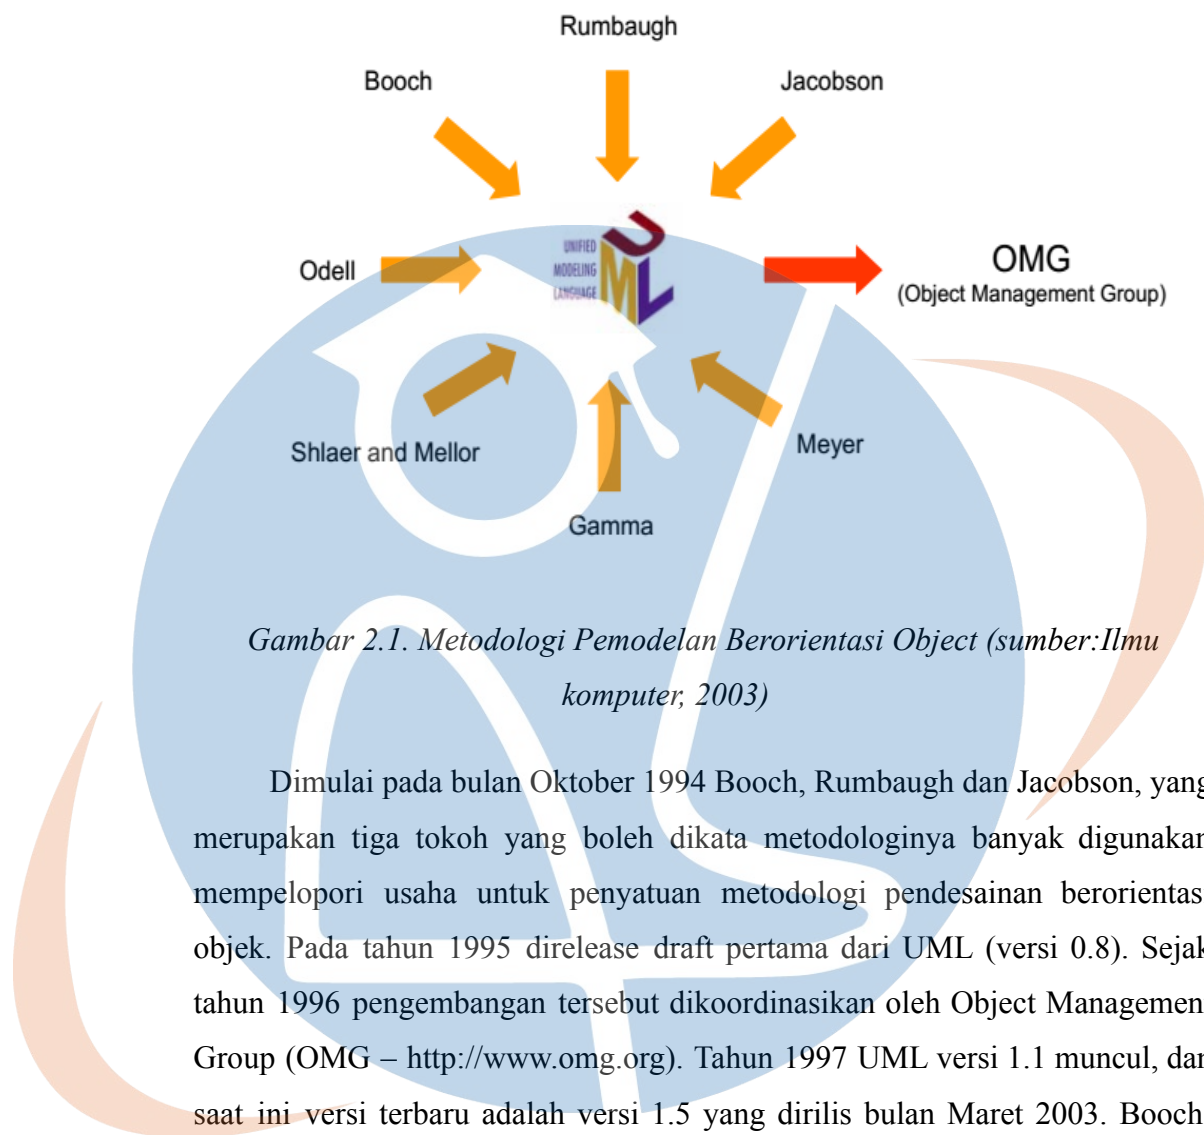 Rumbaugh
Booch
Jacobson
UNIFIED
MODELING
LANGUAGE
UML
Odell
OMG
(Object Management Group)
Shlaer and Mellor
Meyer
Gamma
Gambar 2.1. Metodologi Pemodelan Berorientasi Object (sumber:Ilmu
komputer, 2003)
Dimulai pada bulan Oktober 1994 Booch, Rumbaugh dan Jacobson, yang
merupakan tiga tokoh yang boleh dikata metodologinya banyak digunakan
mempelopori usaha untuk penyatuan metodologi pendesainan berorientas
objek. Pada tahun 1995 direlease draft pertama dari UML (versi 0.8). Sejak
tahun 1996 pengembangan tersebut dikoordinasikan oleh Object Managemen
Group (OMG – http://www.omg.org). Tahun 1997 UML versi 1.1 muncul, dan
saat ini versi terbaru adalah versi 1.5 yang dirilis bulan Maret 2003. Booch